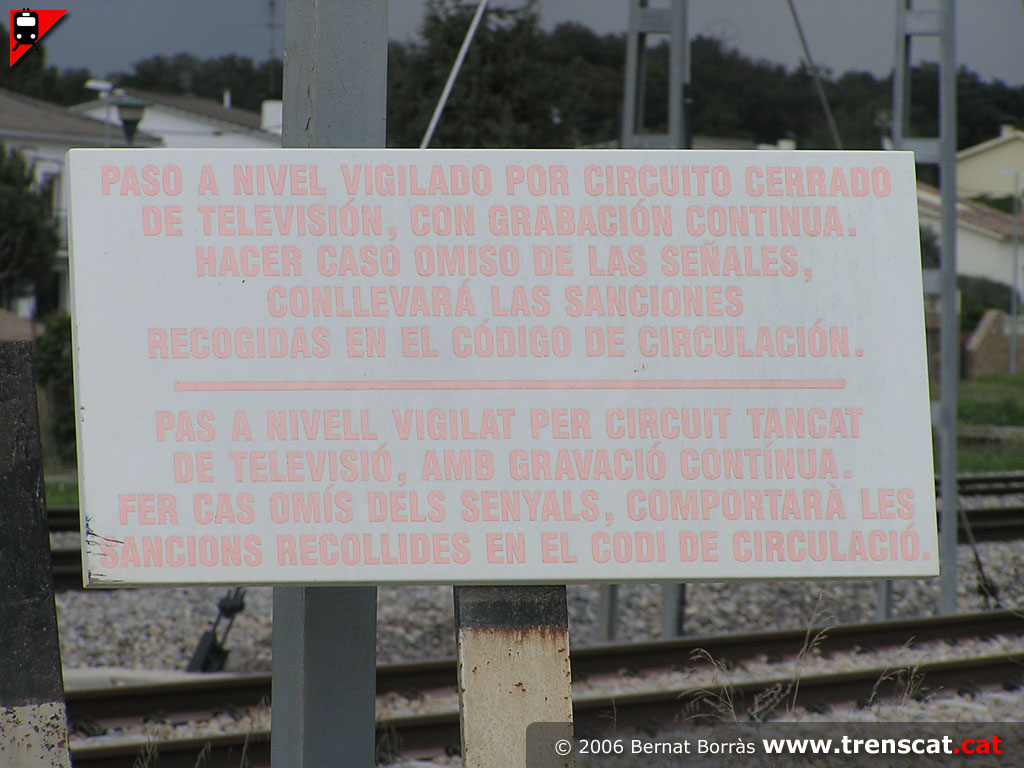 PASO A NIVEL VIGILADO POR CIRCUITO CERRADO
DE TELEVISIÓN, CON GRABACIÓN CONTINUA.
HACER CASO OMISO DE LAS SEÑALES,
CONLLEVARÁ LAS SANCIONES
RECOGIDAS EN EL CÓDIGO DE CIRCULACIÓN.
PAS A NIVELL VIGILAT PER CIRCUIT TANCAT
DE TELEVISIÓ, AMB GRAVACIÓ CONTÍNUA.
FER CAS OMÍS DELS SENYALS, COMPORTARÀ LES
SANCIONS RECOLLIDES EN EL CODI DE CIRCULACIÓ.
© 2006 Bernat Borràs www.trenscat.cat